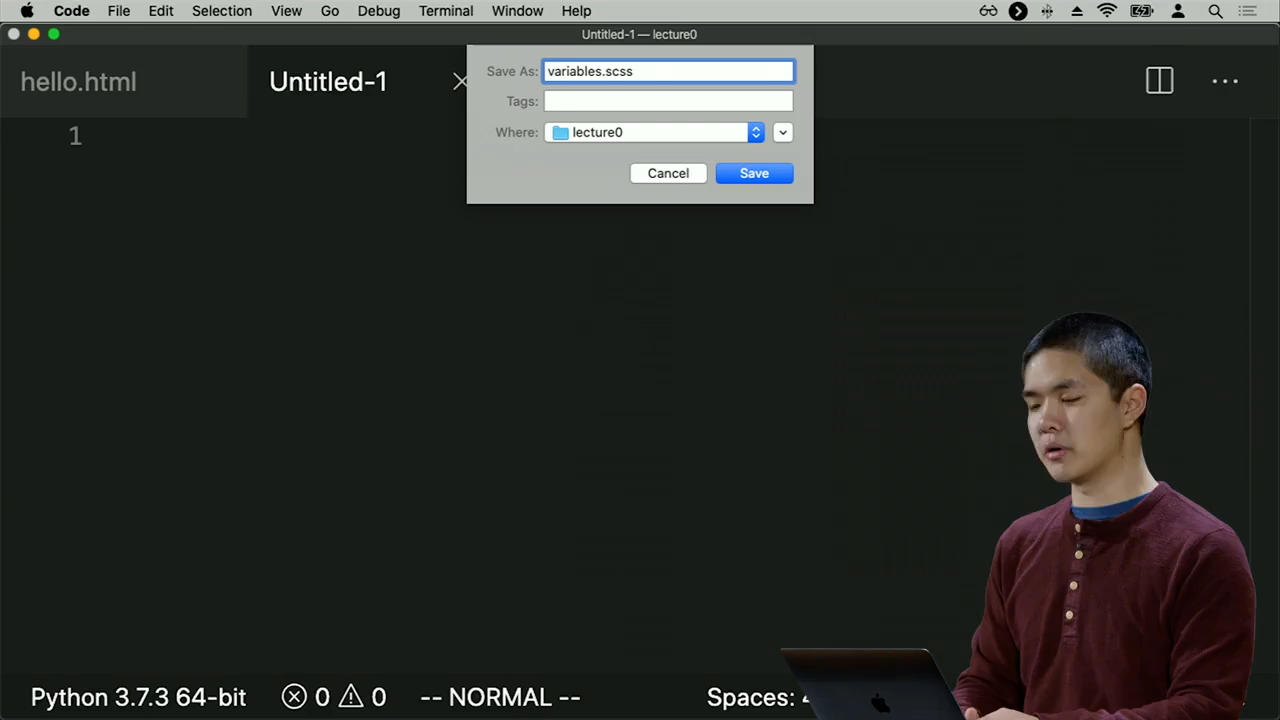 Code File Edit Selection View Go Debug Terminal Window Help
Untitled-1 — lecture0
hello.html Untitled-1
Save As: variables.scss
Tags:
Where: lecture0
Cancel Save
1
Python 3.7.3 64-bit 0 0 -- NORMAL -- Spaces: